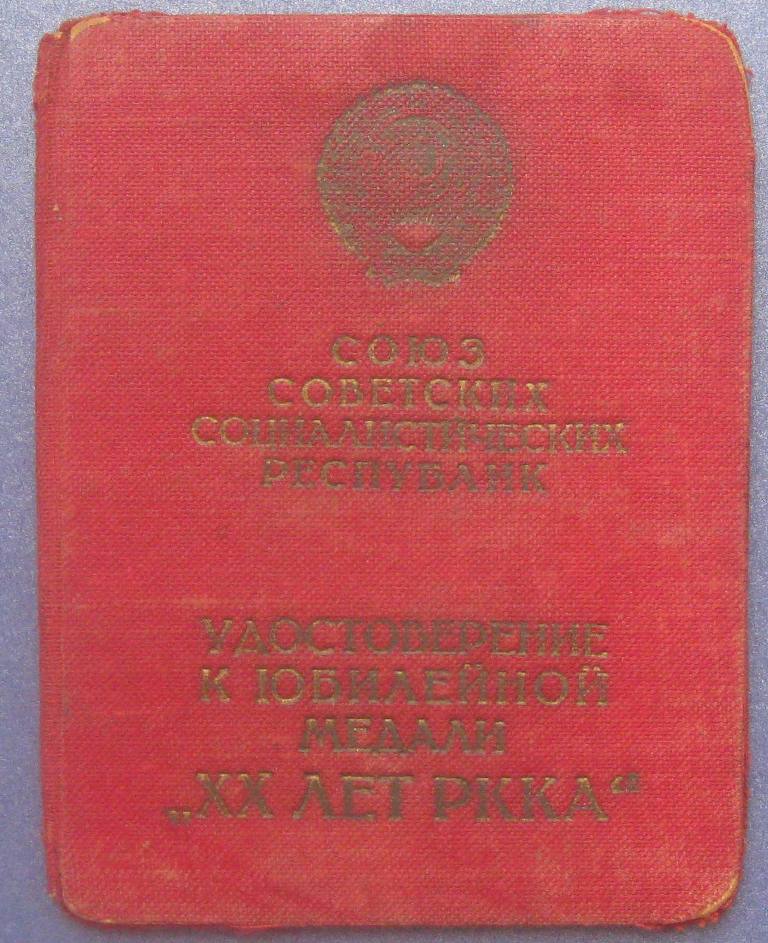 СОЮЗ
СОВЕТСКИХ
СОЦИАЛИСТИЧЕСКИХ
РЕСПУБЛИК
УДОСТОВЕРЕНИЕ
К ЮБИЛЕЙНОЙ
МЕДАЛИ
„XX ЛЕТ РККА“